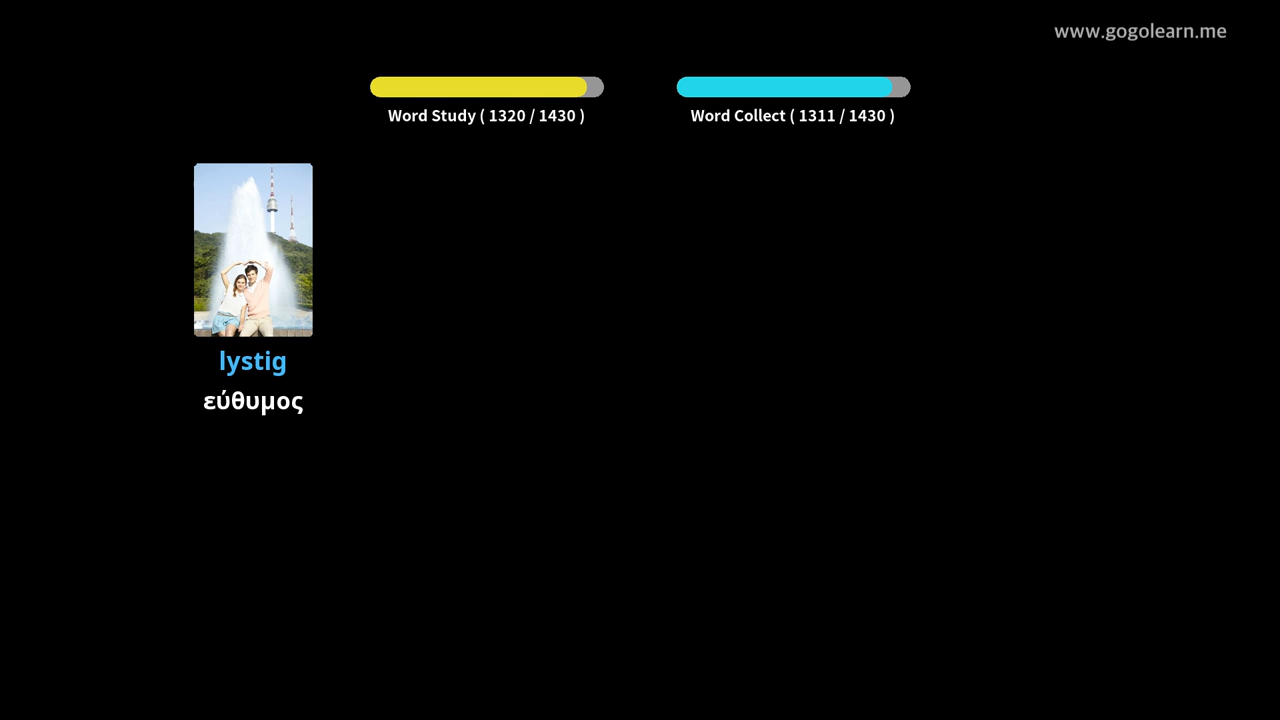 www.gogolearn.me
Word Study ( 1320 / 1430 )
Word Collect ( 1311 / 1430 )
lystig
εύθυμος